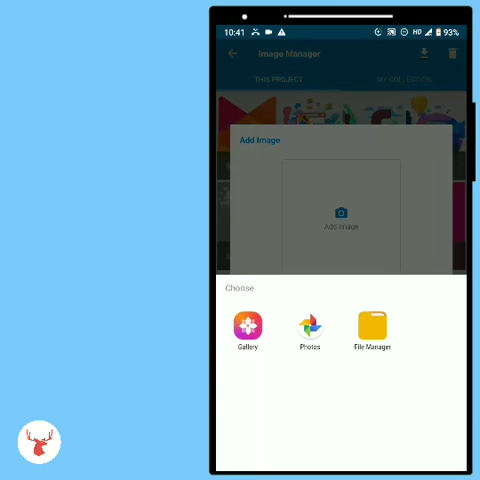 10:41 HD 93%
Image Manager
THIS PROJECT MY COLLECTION
Add Image
Add image
Choose
Gallery Photos File Manager